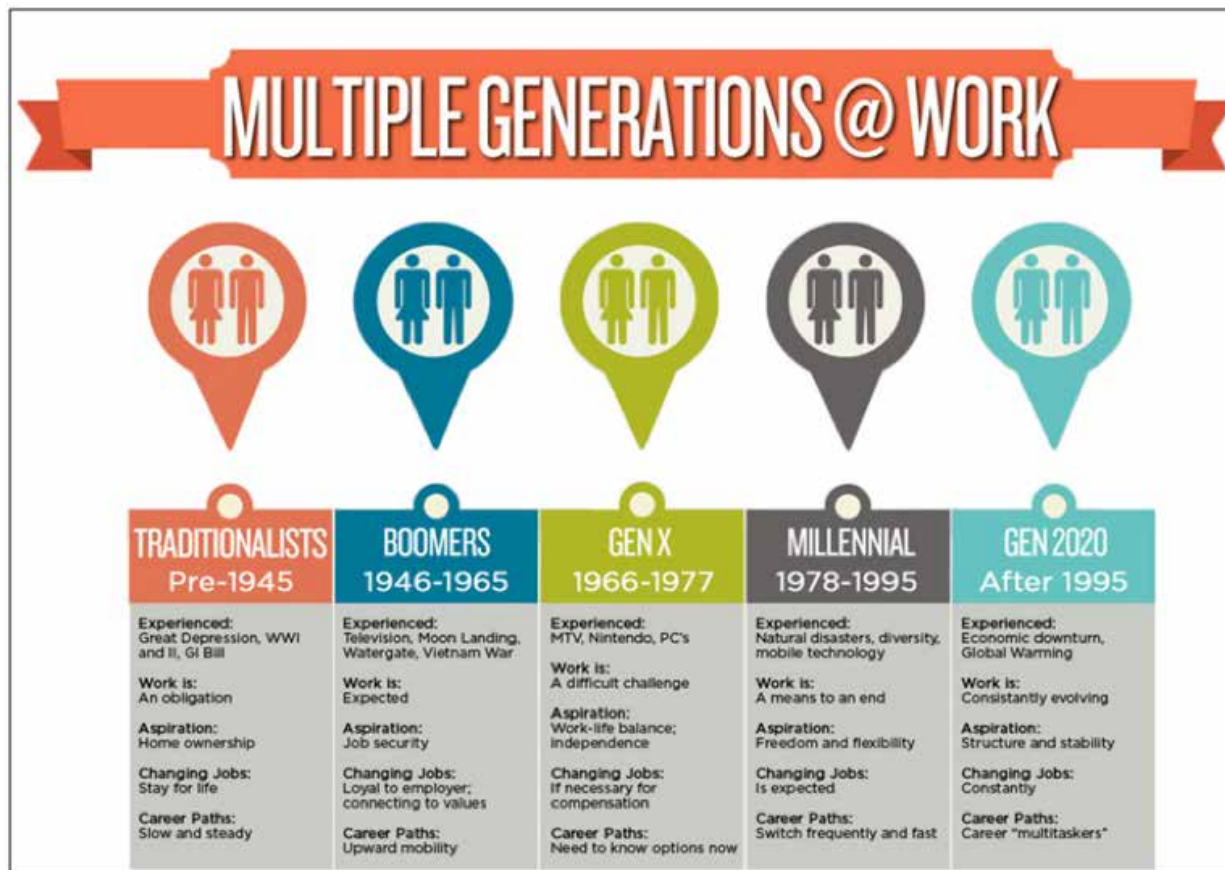 MULTIPLE GENERATIONS @ WORK
TRADITIONALISTS
Pre-1945
Experienced:
Great Depression, WWI
and II, GI Bill
Work is:
An obligation
Aspiration:
Home ownership
Changing Jobs:
Stay for life
Career Paths:
Slow and steady
BOOMERS
1946-1965
Experienced:
Television, Moon Landing,
Watergate, Vietnam War
Work is:
Expected
Aspiration:
Job security
Changing Jobs:
Loyal to employer;
connecting to values
Career Paths:
Upward mobility
GEN X
1966-1977
Experienced:
MTV, Nintendo, PC's
Work is:
A difficult challenge
Aspiration:
Work-life balance;
independence
Changing Jobs:
If necessary for
compensation
Career Paths:
Need to know options now
MILLENNIAL
1978-1995
Experienced:
Natural disasters, diversity,
mobile technology
Work is:
A means to an end
Aspiration:
Freedom and flexibility
Changing Jobs:
Is expected
Career Paths:
Switch frequently and fast
GEN 2020
After 1995
Experienced:
Economic downturn,
Global Warming
Work is:
Consistantly evolving
Aspiration:
Structure and stability
Changing Jobs:
Constantly
Career Paths:
Career "multitaskers"